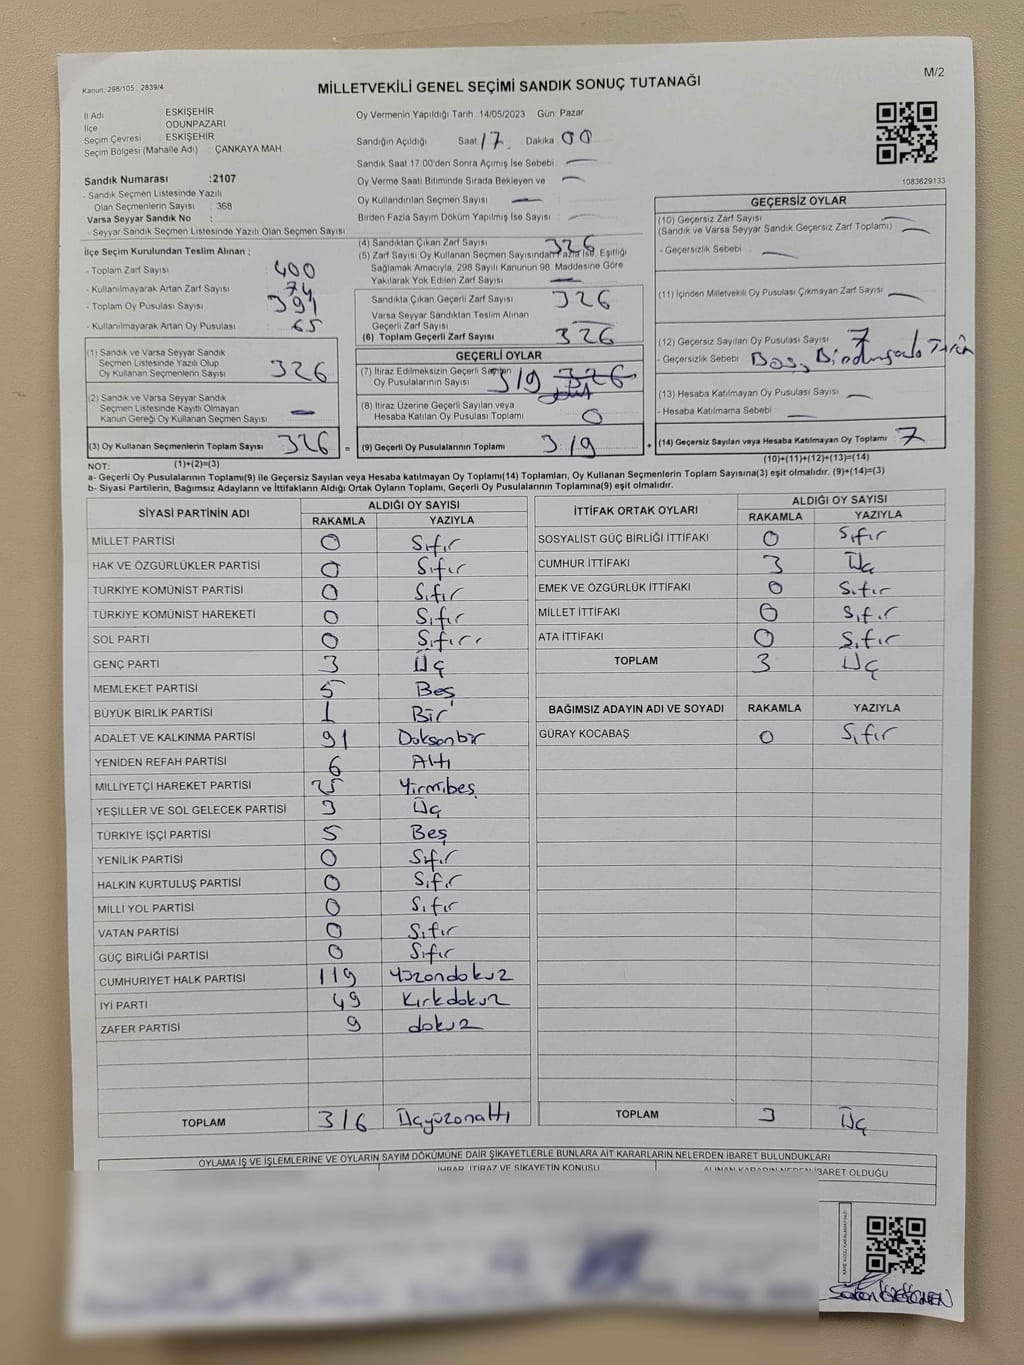 Kanun, 298/105 , 2839/4
MİLLETVEKİLİ GENEL SEÇİMİ SANDIK SONUÇ TUTANAĞI
M/2
İl Adı : ESKİŞEHİR
İlçe : ODUNPAZARI
Seçim Çevresi : ESKİŞEHİR
Seçim Bölgesi (Mahalle Adı) : ÇANKAYA MAH.
Sandık Numarası :2107
- Sandık Seçmen Listesinde Yazılı
Olan Seçmenlerin Sayısı : 368
Varsa Seyyar Sandık No :
- Seyyar Sandık Seçmen Listesinde Yazılı Olan Seçmen Sayısı:
Oy Vermenin Yapıldığı Tarih : 14/05/2023 Gün: Pazar
Sandığın Açıldığı Saat 17. Dakika 00
Sandık Saat 17.00'den Sonra Açımış İse Sebebi : —
Oy Verme Saati Bitiminde Sırada Bekleyen ve —
Oy Kullandırılan Seçmen Sayısı —
Birden Fazla Sayım Döküm Yapılmış İse Sayısı : —
1083629133
İlçe Seçim Kurulundan Teslim Alınan ;
- Toplam Zarf Sayısı : 400
- Kullanılmayarak Artan Zarf Sayısı : 74
- Toplam Oy Pusulası Sayısı : 391
- Kullanılmayarak Artan Oy Pusulası : 65
(1) Sandık ve Varsa Seyyar Sandık
Seçmen Listesinde Yazılı Olup
Oy Kullanan Seçmenlerin Sayısı 326
(2) Sandık ve Varsa Seyyar Sandık
Seçmen Listesinde Kayıtlı Olmayan
Kanun Gereği Oy Kullanan Seçmen Sayısı —
(3) Oy Kullanan Seçmenlerin Toplam Sayısı 326 =
(1)+(2)=(3)
(4) Sandıktan Çıkan Zarf Sayısı 326
(5) Zarf Sayısı Oy Kullanan Seçmen Sayısından Fazla İse, Eşitliği
Sağlamak Amacıyla, 298 Sayılı Kanunun 98. Maddesine Göre
Yakılarak Yok Edilen Zarf Sayısı : —
Sandıkta Çıkan Geçerli Zarf Sayısı 326
Varsa Seyyar Sandıktan Teslim Alınan
Geçerli Zarf Sayısı : —
(6) Toplam Geçerli Zarf Sayısı : 326
GEÇERLİ OYLAR
(7) İtiraz Edilmeksizin Geçerli Sayılan
Oy Pusulalarının Sayısı 319 326
(8) İtiraz Üzerine Geçerli Sayılan veya
Hesaba Katılan Oy Pusulası Toplamı 0
(9) Geçerli Oy Pusulalarının Toplamı 319 +
GEÇERSİZ OYLAR
(10) Geçersiz Zarf Sayısı
(Sandık ve Varsa Seyyar Sandık Geçersiz Zarf Toplamı) : —
- Geçersizlik Sebebi : —
(11) İçinden Milletvekili Oy Pusulası Çıkmayan Zarf Sayısı : —
(12) Geçersiz Sayılan Oy Pusulası Sayısı 7
- Geçersizlik Sebebi : Boş,
(13) Hesaba Katılmayan Oy Pusulası Sayısı : —
- Hesaba Katılmama Sebebi : —
(14) Geçersiz Sayılan veya Hesaba Katılmayan Oy Toplamı 7
(10)+(11)+(12)+(13)=(14)
NOT:
a- Geçerli Oy Pusulalarının Toplamı(9) ile Geçersiz Sayılan veya Hesaba katılmayan Oy Toplamı(14) Toplamları, Oy Kullanan Seçmenlerin Toplam Sayısına(3) eşit olmalıdır. (9)+(14)=(3)
b- Siyasi Partilerin, Bağımsız Adayların ve İttifakların Aldığı Ortak Oyların Toplamı, Geçerli Oy Pusulalarının Toplamına(9) eşit olmalıdır.
SİYASİ PARTİNİN ADI ALDIĞI OY SAYISI
RAKAMLA YAZIYLA
MİLLET PARTİSİ 0 Sıfır
HAK VE ÖZGÜRLÜKLER PARTİSİ 0 Sıfır
TÜRKİYE KOMÜNİST PARTİSİ 0 Sıfır
TÜRKİYE KOMÜNİST HAREKETİ 0 Sıfır
SOL PARTİ 0 Sıfır
GENÇ PARTİ 3 Üç
MEMLEKET PARTİSİ 5 Beş
BÜYÜK BİRLİK PARTİSİ 1 Bir
ADALET VE KALKINMA PARTİSİ 91 Doksanbir
YENİDEN REFAH PARTİSİ 6 Altı
MİLLİYETÇİ HAREKET PARTİSİ 25 Yirmibeş
YEŞİLLER VE SOL GELECEK PARTİSİ 3 Üç
TÜRKİYE İŞÇİ PARTİSİ 5 Beş
YENİLİK PARTİSİ 0 Sıfır
HALKIN KURTULUŞ PARTİSİ 0 Sıfır
MİLLİ YOL PARTİSİ 0 Sıfır
VATAN PARTİSİ 0 Sıfır
GÜÇ BİRLİĞİ PARTİSİ 0 Sıfır
CUMHURİYET HALK PARTİSİ 119 Yüzondokuz
İYİ PARTİ 49 Kırkdokuz
ZAFER PARTİSİ 9 dokuz
TOPLAM 316 Üçyüzonaltı
İTTİFAK ORTAK OYLARI ALDIĞI OY SAYISI
RAKAMLA YAZIYLA
SOSYALİST GÜÇ BİRLİĞİ İTTİFAKI 0 Sıfır
CUMHUR İTTİFAKI 3 Üç
EMEK VE ÖZGÜRLÜK İTTİFAKI 0 Sıfır
MİLLET İTTİFAKI 0 Sıfır
ATA İTTİFAKI 0 Sıfır
TOPLAM 3 Üç
BAĞIMSIZ ADAYIN ADI VE SOYADI RAKAMLA YAZIYLA
GÜRAY KOCABAŞ 0 Sıfır
TOPLAM 3 Üç
OYLAMA İŞ VE İŞLEMLERİNE VE OYLARIN SAYIM DÖKÜMÜNE DAİR ŞİKAYETLERLE BUNLARA AİT KARARLARIN NELERDEN İBARET BULUNDUKLARI
İHBAR, İTİRAZ VE ŞİKAYETİN KONUSU
ALINAN KARARIN NEDEN İBARET OLDUĞU